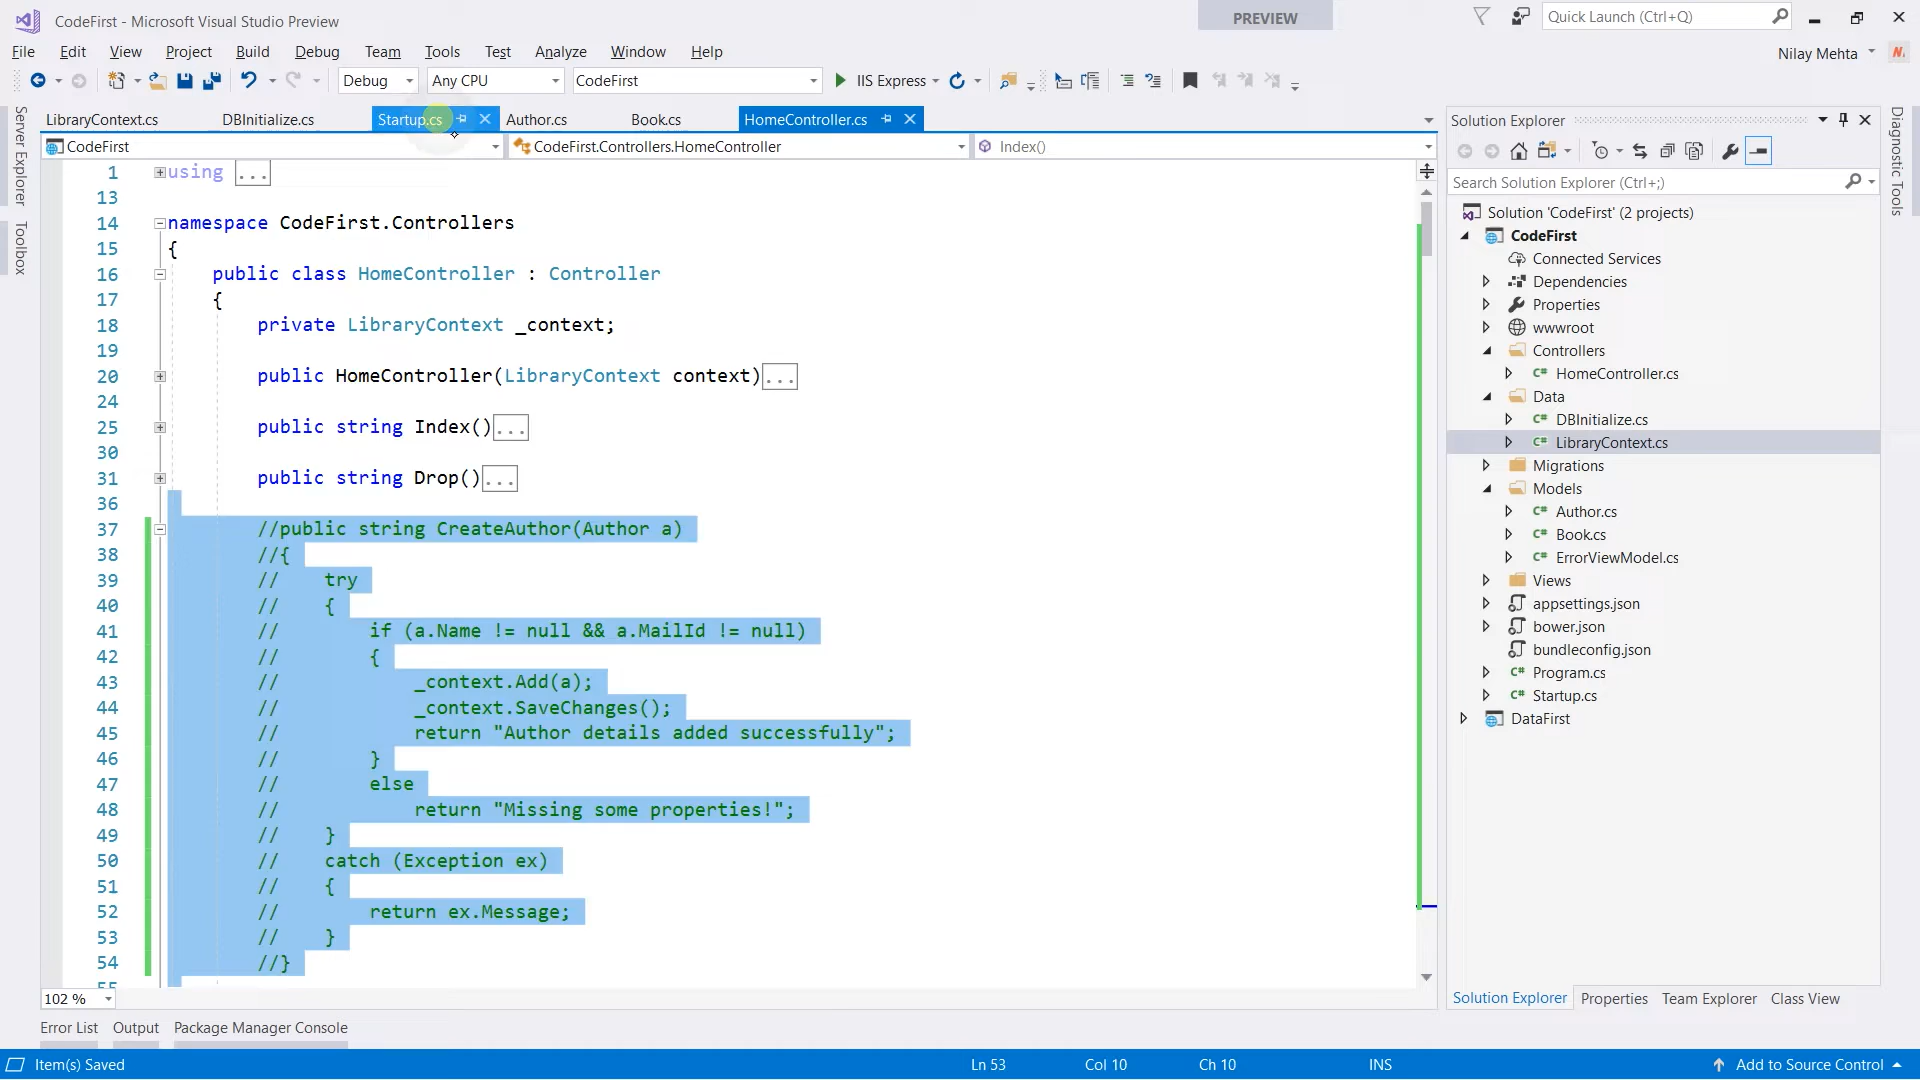 CodeFirst - Microsoft Visual Studio Preview
PREVIEW
Quick Launch (Ctrl+Q)
File Edit View Project Build Debug Team Tools Test Analyze Window Help
Nilay Mehta
N.
Debug Any CPU CodeFirst IIS Express
LibraryContext.cs DBInitialize.cs Startup.cs Author.cs Book.cs HomeController.cs
CodeFirst CodeFirst.Controllers.HomeController Index()
Server Explorer
Toolbox
1 using ...
13
14 namespace CodeFirst.Controllers
15 {
16 public class HomeController : Controller
17 {
18 private LibraryContext _context;
19
20 public HomeController(LibraryContext context)...
24
25 public string Index()...
30
31 public string Drop()...
36
37 //public string CreateAuthor(Author a)
38 //{
39 // try
40 // {
41 // if (a.Name != null && a.MailId != null)
42 // {
43 // _context.Add(a);
44 // _context.SaveChanges();
45 // return "Author details added successfully";
46 // }
47 // else
48 // return "Missing some properties!";
49 // }
50 // catch (Exception ex)
51 // {
52 // return ex.Message;
53 // }
54 //}
55
102 %
Solution Explorer
Search Solution Explorer (Ctrl+;)
Solution 'CodeFirst' (2 projects)
CodeFirst
Connected Services
Dependencies
Properties
wwwroot
Controllers
C# HomeController.cs
Data
C# DBInitialize.cs
C# LibraryContext.cs
Migrations
Models
C# Author.cs
C# Book.cs
C# ErrorViewModel.cs
Views
appsettings.json
bower.json
bundleconfig.json
C# Program.cs
C# Startup.cs
DataFirst
Diagnostic Tools
Solution Explorer Properties Team Explorer Class View
Error List Output Package Manager Console
Item(s) Saved Ln 53 Col 10 Ch 10 INS Add to Source Control